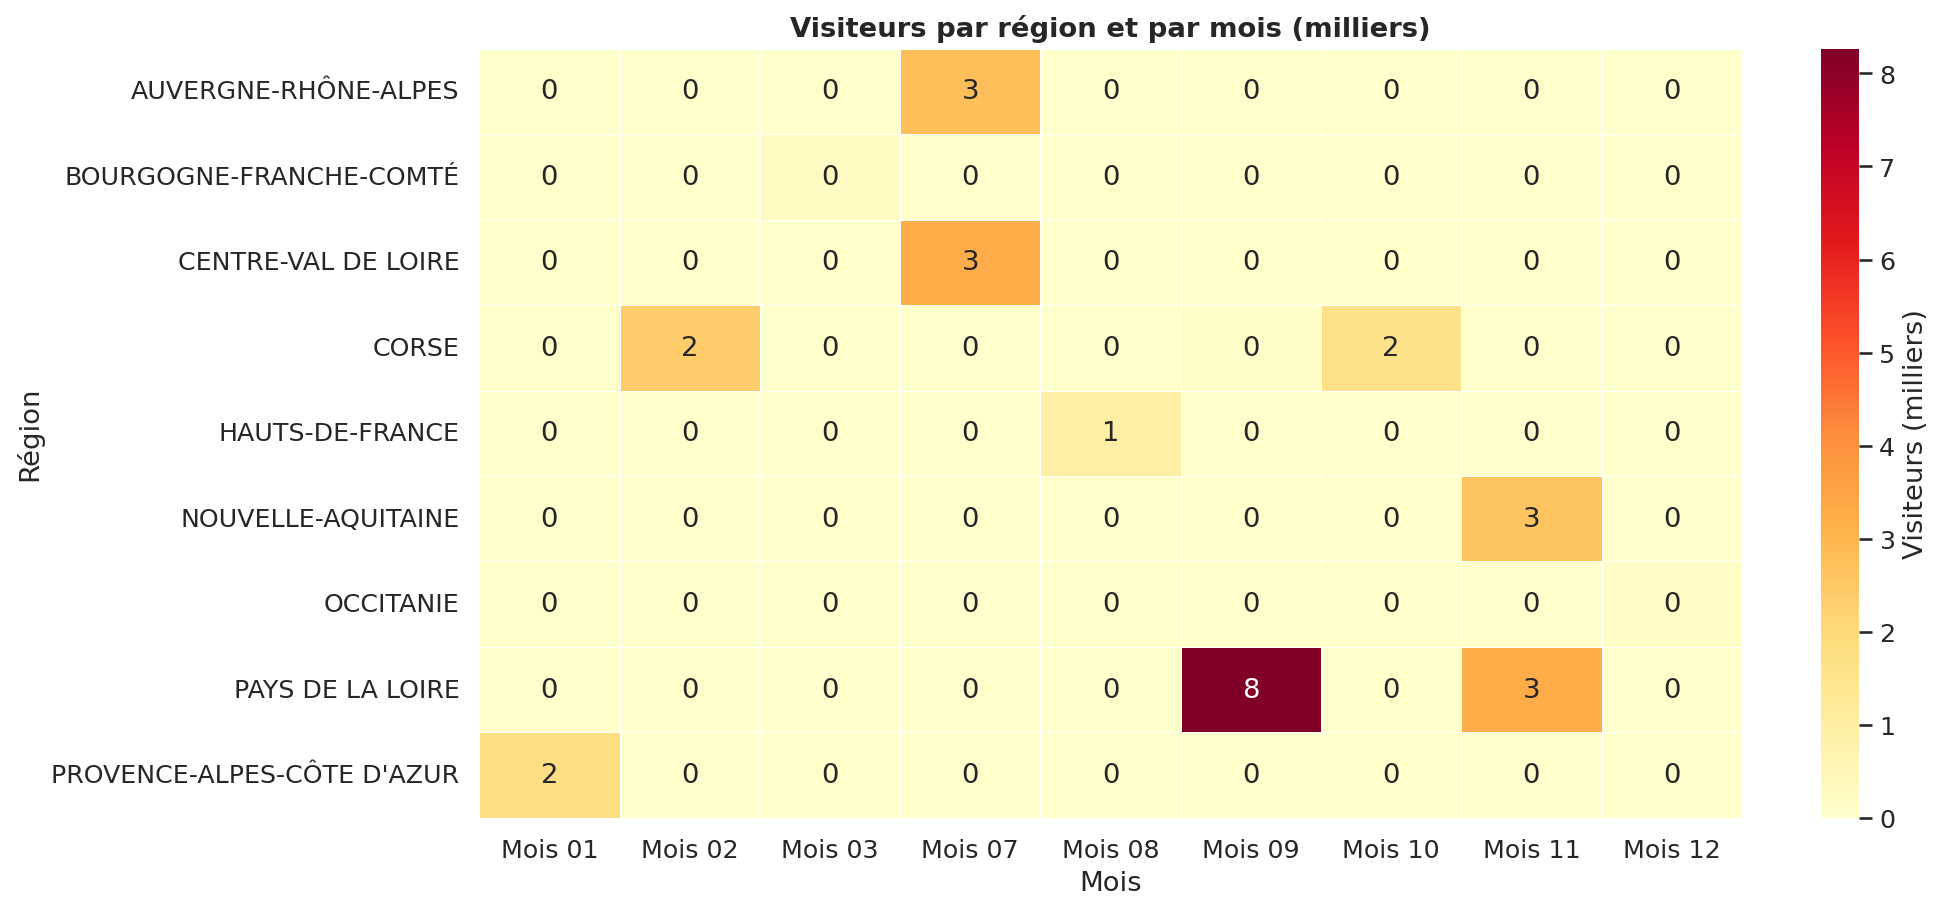 Visiteurs par région et par mois (milliers)
AUVERGNE-RHÔNE-ALPES 0 0 0 3 0 0 0 0 0
BOURGOGNE-FRANCHE-COMTÉ 0 0 0 0 0 0 0 0 0
CENTRE-VAL DE LOIRE 0 0 0 3 0 0 0 0 0
CORSE 0 2 0 0 0 0 2 0 0
HAUTS-DE-FRANCE 0 0 0 0 1 0 0 0 0
NOUVELLE-AQUITAINE 0 0 0 0 0 0 0 3 0
OCCITANIE 0 0 0 0 0 0 0 0 0
PAYS DE LA LOIRE 0 0 0 0 0 8 0 3 0
PROVENCE-ALPES-CÔTE D'AZUR 2 0 0 0 0 0 0 0 0
Mois 01 Mois 02 Mois 03 Mois 07 Mois 08 Mois 09 Mois 10 Mois 11 Mois 12
Mois
Région
8
7
6
5
4
3
2
1
0
Visiteurs (milliers)